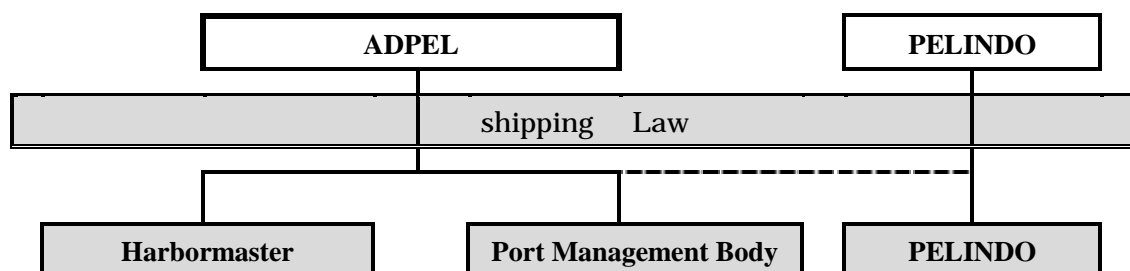 ADPEL PELINDO
shipping Law
Harbormaster Port Management Body PELINDO